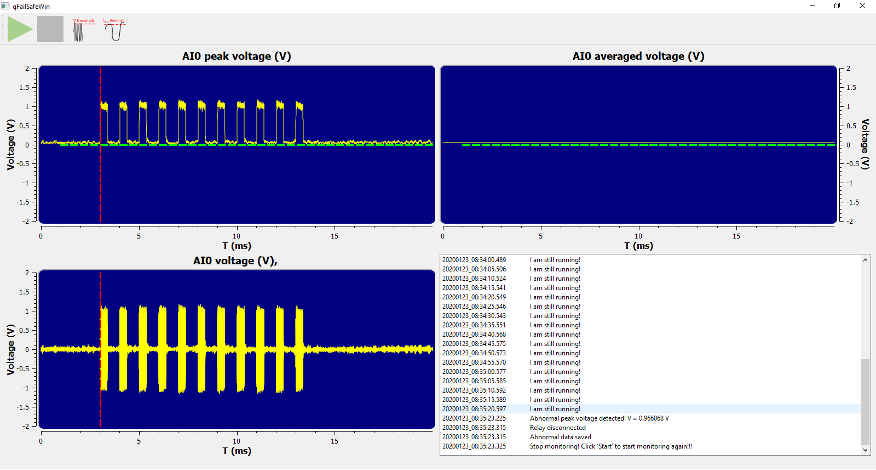 qFailSafeWin
V threshold
AI0 peak voltage (V)
2
1.5
1
0.5
0
-0.5
-1
-1.5
-2
Voltage (V)
0
5
10
15
T (ms)
AI0 averaged voltage (V)
2
1.5
1
0.5
0
-0.5
-1
-1.5
-2
Voltage (V)
0
5
10
15
T (ms)
AI0 voltage (V),
2
1.5
1
0.5
0
-0.5
-1
-1.5
-2
Voltage (V)
0
5
10
15
T (ms)
20200123_08:34:00.489 I am still running!
20200123_08:34:05.506 I am still running!
20200123_08:34:10.524 I am still running!
20200123_08:34:15.541 I am still running!
20200123_08:34:20.549 I am still running!
20200123_08:34:25.546 I am still running!
20200123_08:34:30.543 I am still running!
20200123_08:34:35.551 I am still running!
20200123_08:34:40.568 I am still running!
20200123_08:34:45.575 I am still running!
20200123_08:34:50.573 I am still running!
20200123_08:34:55.570 I am still running!
20200123_08:35:00.577 I am still running!
20200123_08:35:05.585 I am still running!
20200123_08:35:10.592 I am still running!
20200123_08:35:15.589 I am still running!
20200123_08:35:20.597 I am still running!
20200123_08:35:23.225 Abnormal peak voltage detected! V = 0.966068 V
20200123_08:35:23.315 Relay disconnected
20200123_08:35:23.315 Abnormal data saved
20200123_08:35:23.325 Stop monitoring! Click 'Start' to start monitoring again!!!